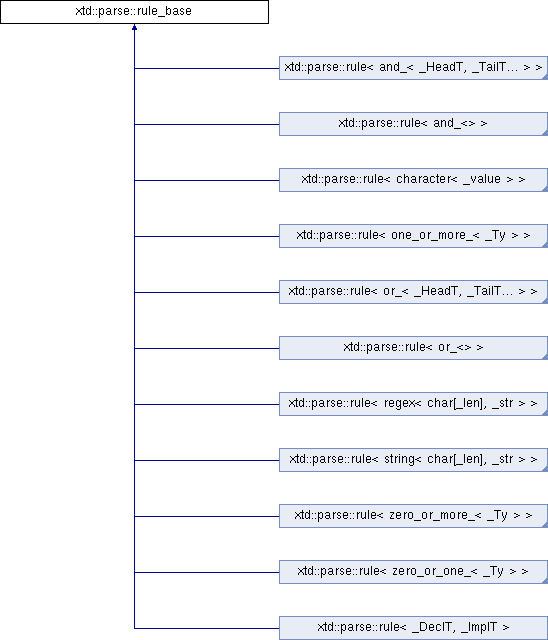 xtd::parse::rule_base
xtd::parse::rule< and_< _HeadT, _TailT... > >
xtd::parse::rule< and_<> >
xtd::parse::rule< character< _value > >
xtd::parse::rule< one_or_more_< _Ty > >
xtd::parse::rule< or_< _HeadT, _TailT... > >
xtd::parse::rule< or_<> >
xtd::parse::rule< regex< char[_len], _str > >
xtd::parse::rule< string< char[_len], _str > >
xtd::parse::rule< zero_or_more_< _Ty > >
xtd::parse::rule< zero_or_one_< _Ty > >
xtd::parse::rule< _DeclT, _ImplT >